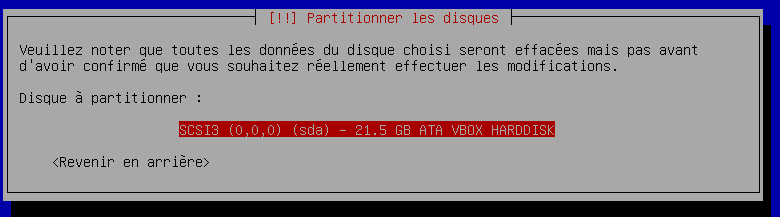 [!!] Partitionner les disques
Veuillez noter que toutes les données du disque choisi seront effacées mais pas avant
d'avoir confirmé que vous souhaitez réellement effectuer les modifications.
Disque à partitionner :
SCSI3 (0,0,0) (sda) - 21.5 GB ATA VBOX HARDDISK
<Revenir en arrière>